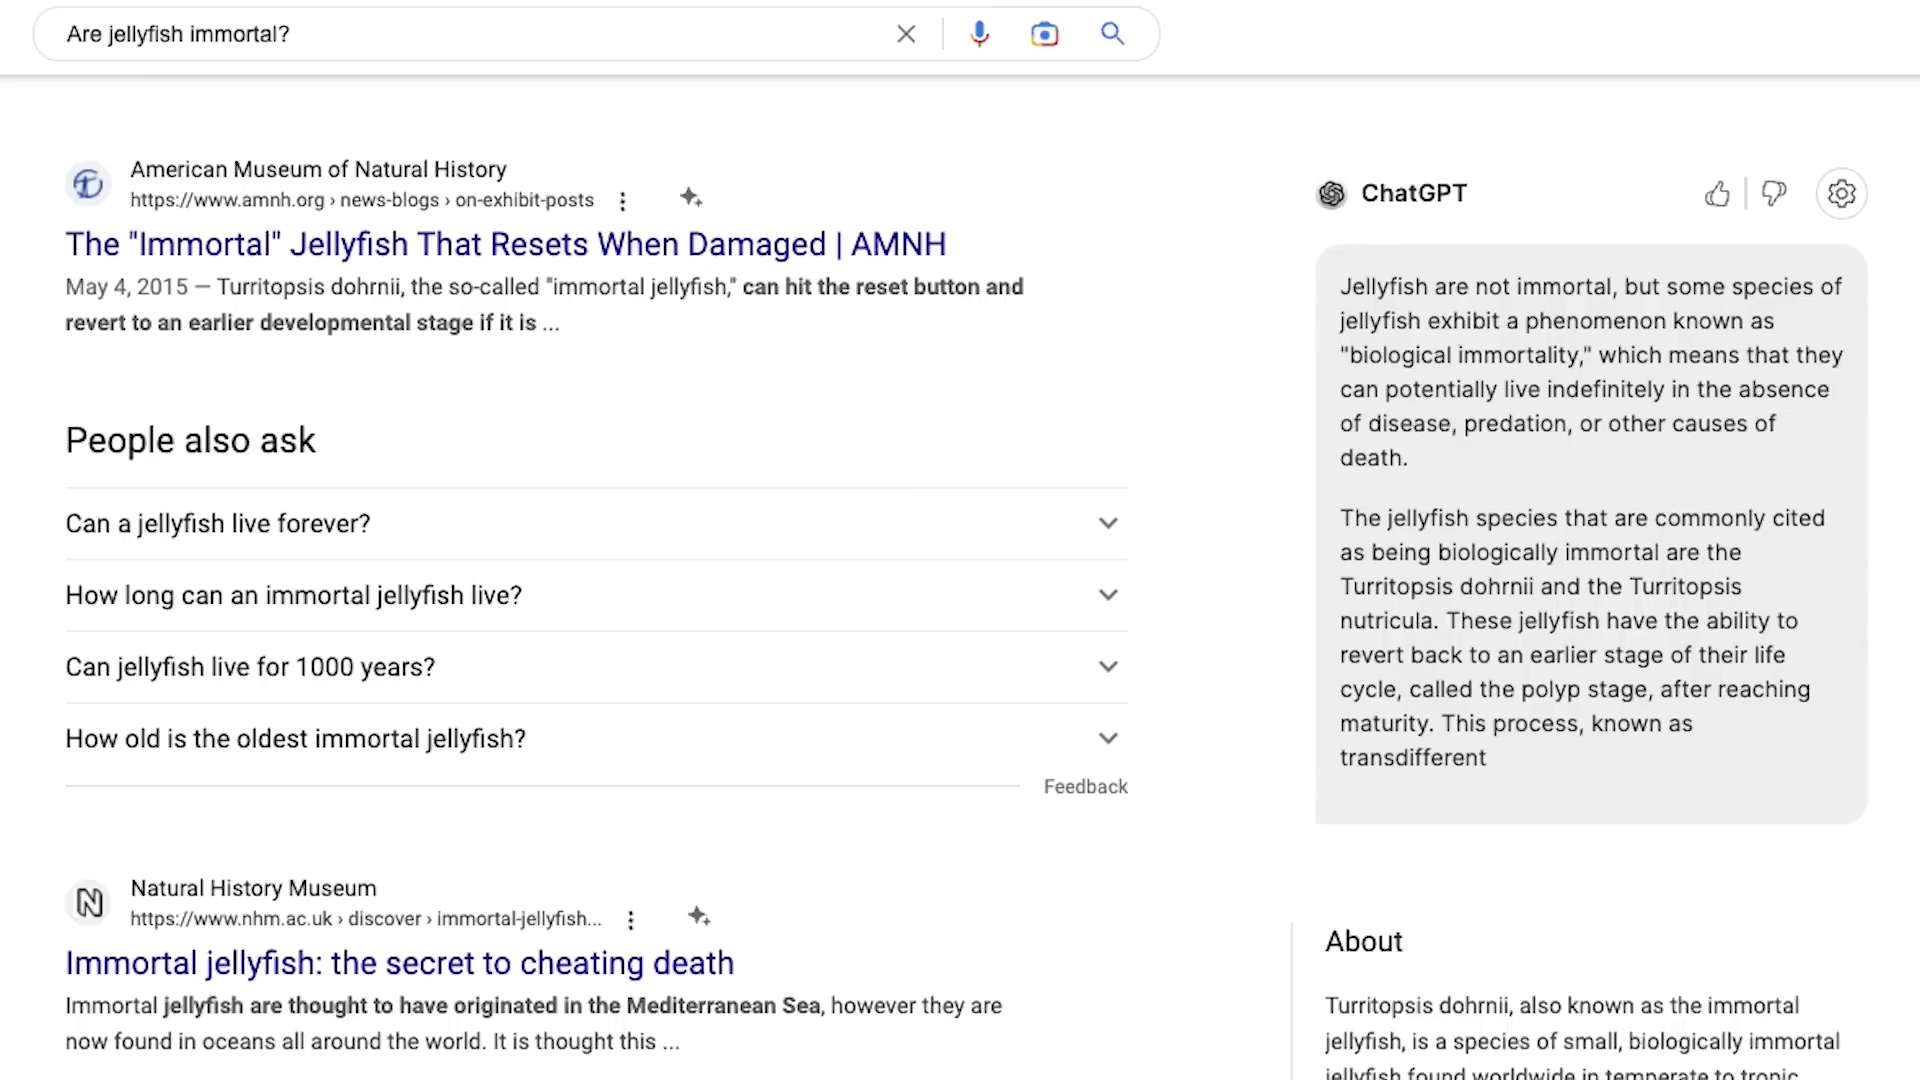 Are jellyfish immortal?
American Museum of Natural History
https://www.amnh.org › news-blogs › on-exhibit-posts
The "Immortal" Jellyfish That Resets When Damaged | AMNH
May 4, 2015 — Turritopsis dohrnii, the so-called "immortal jellyfish," can hit the reset button and
revert to an earlier developmental stage if it is ...
People also ask
Can a jellyfish live forever?
How long can an immortal jellyfish live?
Can jellyfish live for 1000 years?
How old is the oldest immortal jellyfish?
Feedback
Natural History Museum
https://www.nhm.ac.uk › discover › immortal-jellyfish...
Immortal jellyfish: the secret to cheating death
Immortal jellyfish are thought to have originated in the Mediterranean Sea, however they are
now found in oceans all around the world. It is thought this ...
ChatGPT
Jellyfish are not immortal, but some species of
jellyfish exhibit a phenomenon known as
"biological immortality," which means that they
can potentially live indefinitely in the absence
of disease, predation, or other causes of
death.
The jellyfish species that are commonly cited
as being biologically immortal are the
Turritopsis dohrnii and the Turritopsis
nutricula. These jellyfish have the ability to
revert back to an earlier stage of their life
cycle, called the polyp stage, after reaching
maturity. This process, known as
transdifferent
About
Turritopsis dohrnii, also known as the immortal
jellyfish, is a species of small, biologically immortal
jellyfish found worldwide in temperate to tropic